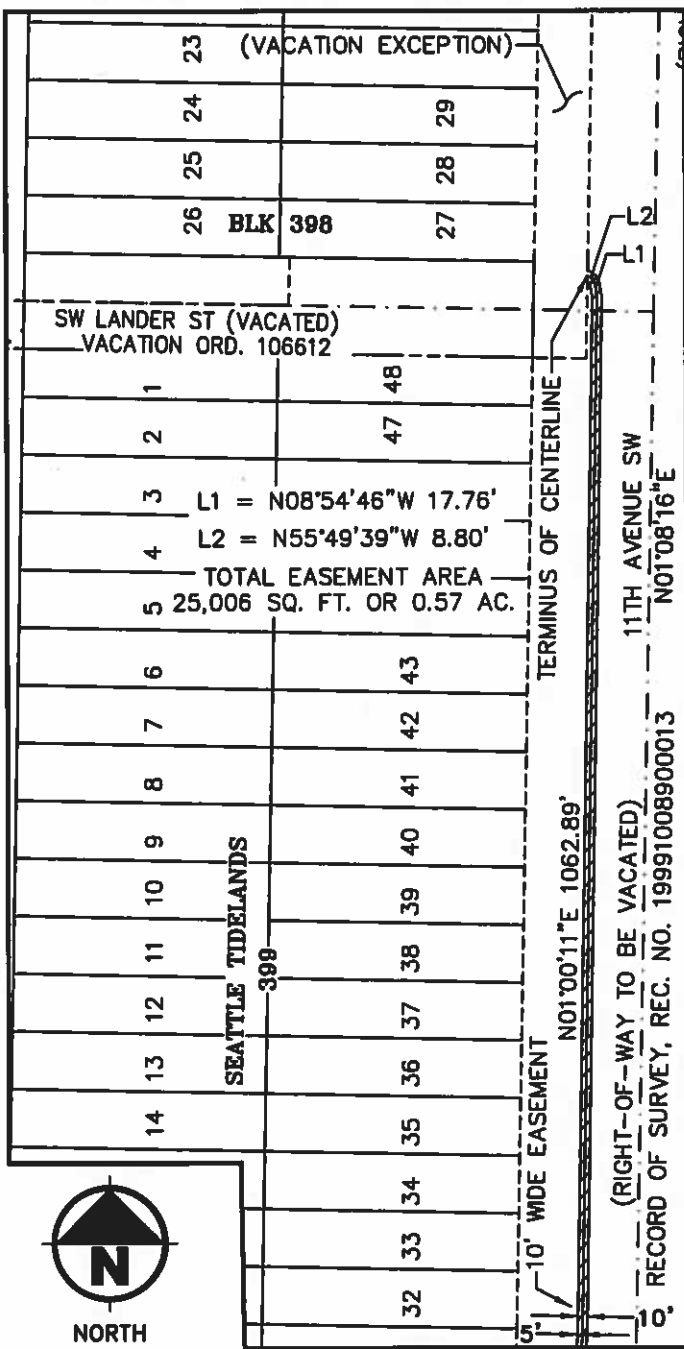 (VACATION EXCEPTION)
23
24
25
26
29
28
27
BLK 398
L2
L1
SW LANDER ST (VACATED)
VACATION ORD. 106612
1
2
3
4
5
6
7
8
9
10
11
12
13
14
48
47
L1 = N08°54'46"W 17.76'
L2 = N55°49'39"W 8.80'
TOTAL EASEMENT AREA
25,006 SQ. FT. OR 0.57 AC.
43
42
41
40
39
38
37
36
35
34
33
32
SEATTLE TIDELANDS
399
TERMINUS OF CENTERLINE
10' WIDE EASEMENT
N01°00'11"E 1062.89'
11TH AVENUE SW
(RIGHT-OF-WAY TO BE VACATED)
N01°08'16"E
RECORD OF SURVEY, REC. NO. 19991008900013
N
NORTH
5'
10'